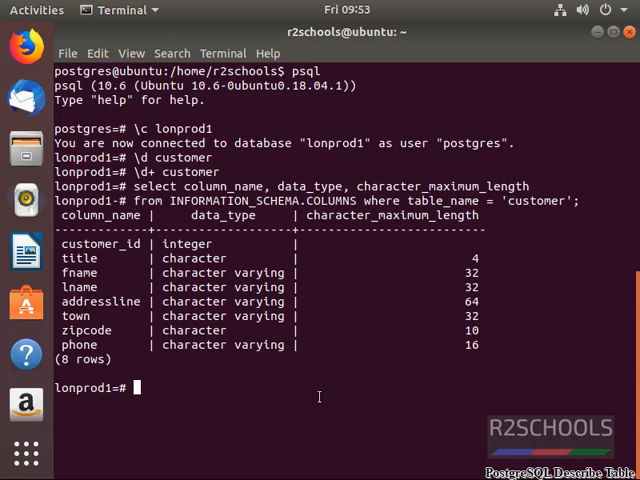 Activities Terminal Fri 09:53
r2schools@ubuntu: ~
File Edit View Search Terminal Help
postgres@ubuntu:/home/r2schools$ psql
psql (10.6 (Ubuntu 10.6-0ubuntu0.18.04.1))
Type "help" for help.
postgres=# \c lonprod1
You are now connected to database "lonprod1" as user "postgres".
lonprod1=# \d customer
lonprod1=# \d+ customer
lonprod1=# select column_name, data_type, character_maximum_length
lonprod1-# from INFORMATION_SCHEMA.COLUMNS where table_name = 'customer';
column_name | data_type | character_maximum_length
-------------+-------------------+--------------------------
customer_id | integer |
title | character | 4
fname | character varying | 32
lname | character varying | 32
addressline | character varying | 64
town | character varying | 32
zipcode | character | 10
phone | character varying | 16
(8 rows)
lonprod1=#
R2SCHOOLS
PostgreSQL Describe Table